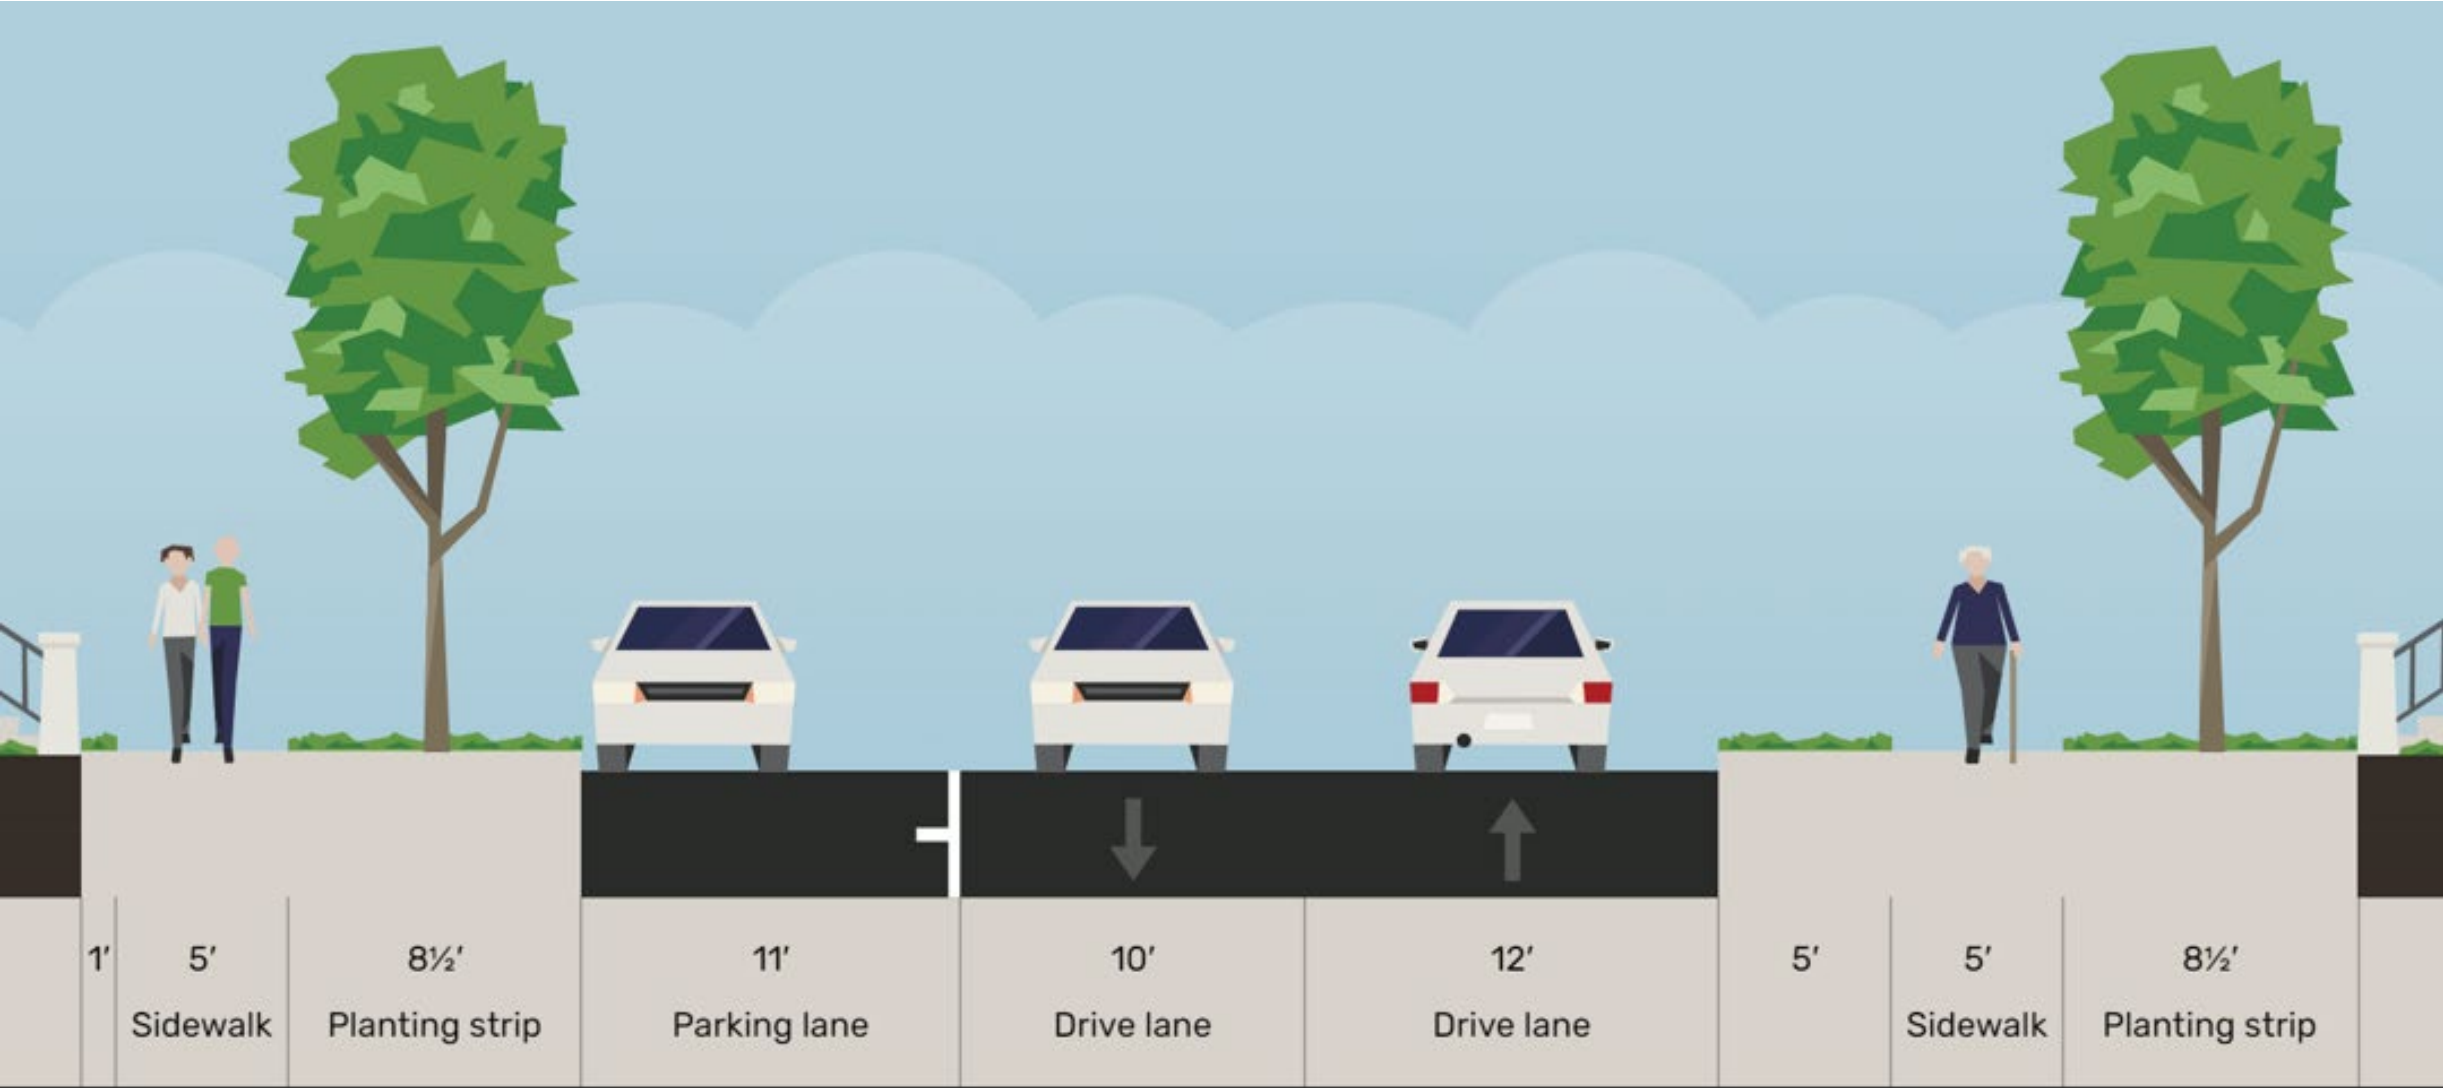 1′ 5′ 8½′ 11′ 10′ 12′ 5′ 5′ 8½′
Sidewalk Planting strip Parking lane Drive lane Drive lane Sidewalk Planting strip